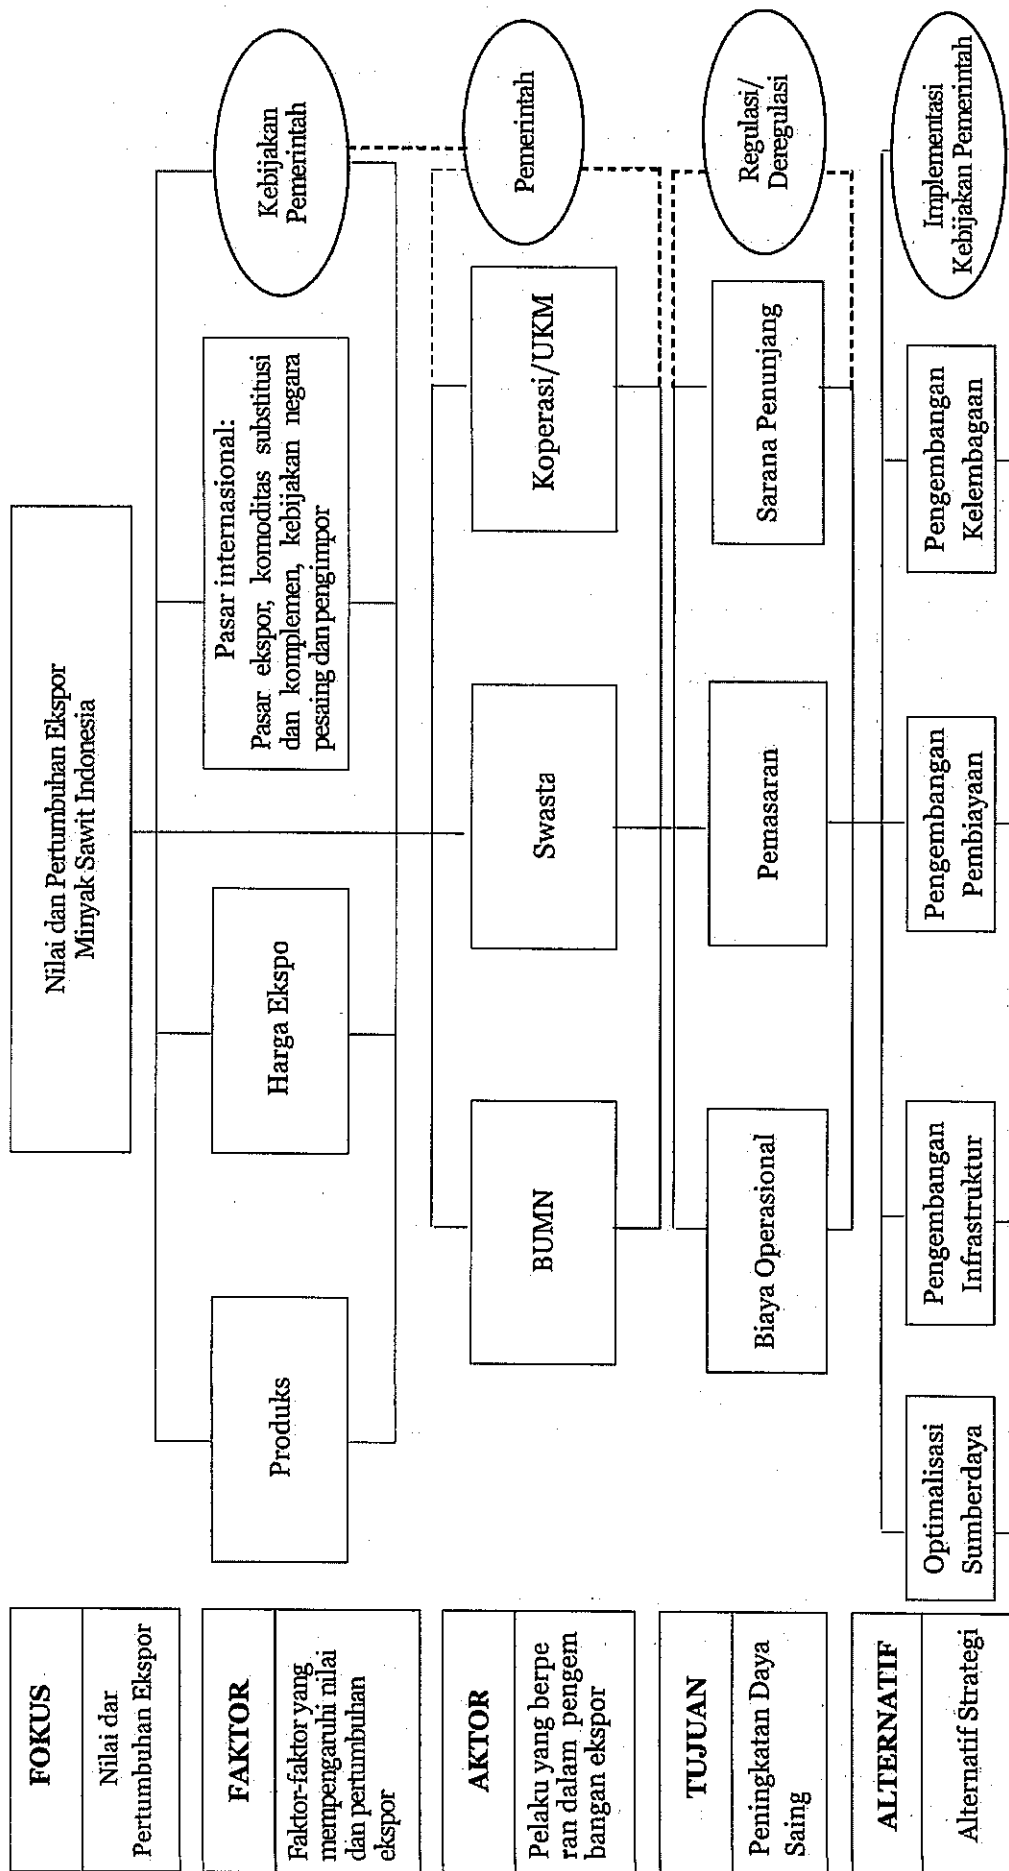 FOKUS
Nilai dar
Pertumbuhan Ekspor
Nilai dan Pertumbuhan Ekspor
Minyak Sawit Indonesia
FAKTOR
Faktor-faktor yang
mempengaruhi nilai
dan pertumbuhan
ekspor
Produks
Harga Ekspo
Pasar internasional:
Pasar ekspor, komoditas substitusi
dan komplemen, kebijakan negara
pesaing dan pengimpor
Kebijakan
Pemerintah
AKTOR
Pelaku yang berpe
ran dalam pengem
bangan ekspor
BUMN
Swasta
Koperasi/UKM
Pemerintah
TUJUAN
Peningkatan Daya
Saing
Biaya Operasional
Pemasaran
Sarana Penunjang
Regulasi/
Deregulasi
ALTERNATIF
Alternatif Strategi
Optimalisasi
Sumberdaya
Pengembangan
Infrastruktur
Pengembangan
Pembiayaan
Pengembangan
Kelembagaan
Implementasi
Kebijakan Pemerintah